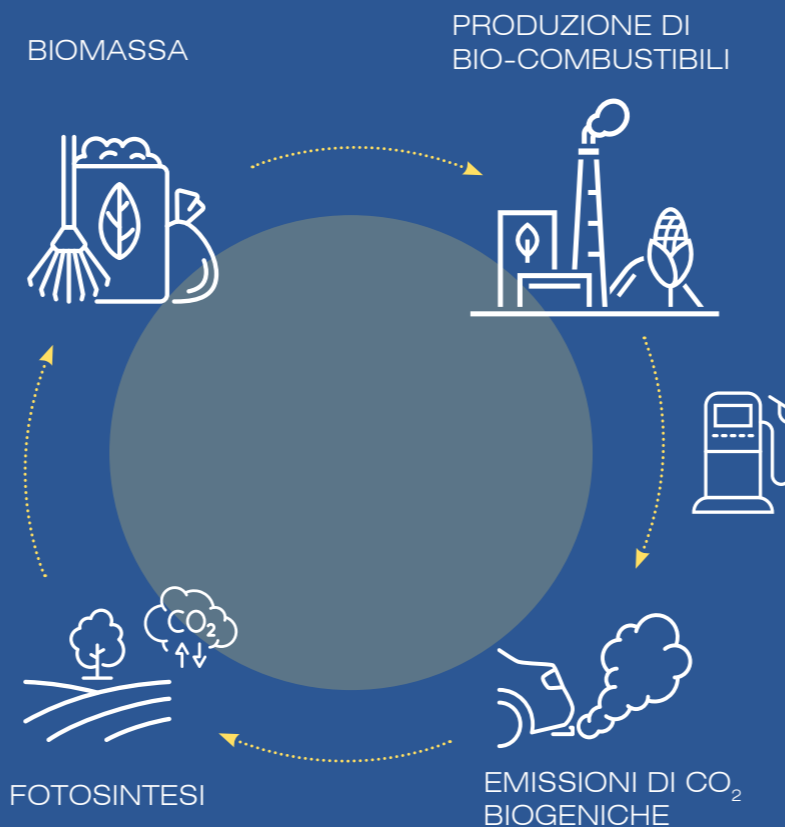 BIOMASSA
PRODUZIONE DI
BIO-COMBUSTIBILI
CO₂
FOTOSINTESI
EMISSIONI DI CO₂
BIOGENICHE